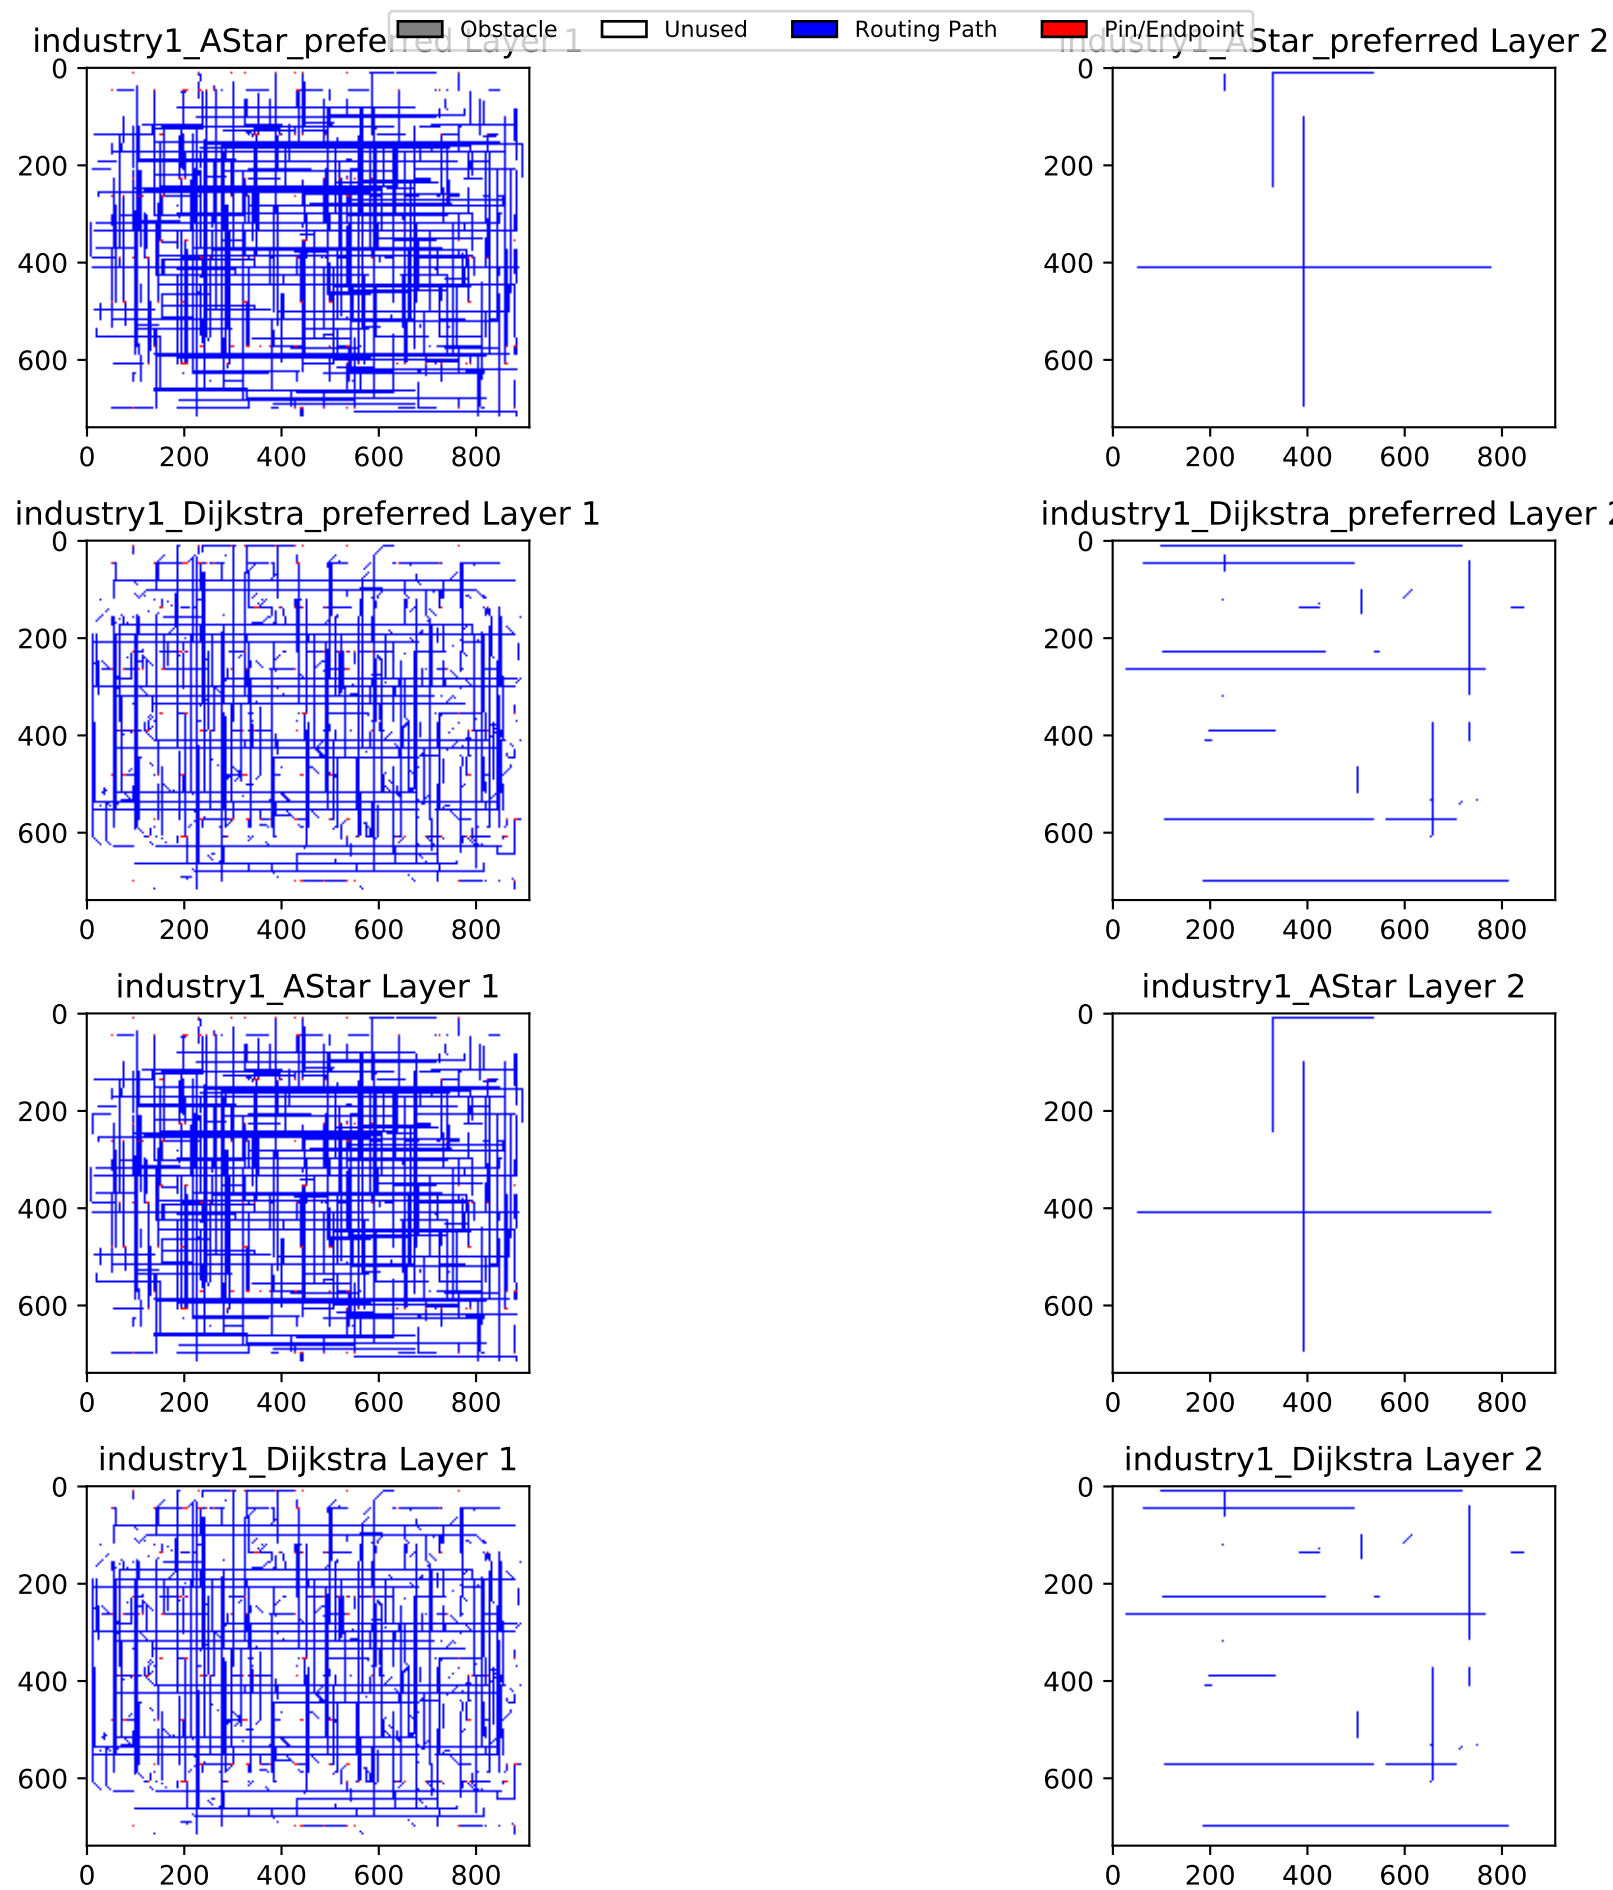 Obstacle Unused Routing Path Pin/Endpoint
industry1_AStar_preferred Layer 1 industry1_AStar_preferred Layer 2
0 0
200 200
400 400
600 600
0 200 400 600 800 0 200 400 600 800
industry1_Dijkstra_preferred Layer 1 industry1_Dijkstra_preferred Layer 2
0 0
200 200
400 400
600 600
0 200 400 600 800 0 200 400 600 800
industry1_AStar Layer 1 industry1_AStar Layer 2
0 0
200 200
400 400
600 600
0 200 400 600 800 0 200 400 600 800
industry1_Dijkstra Layer 1 industry1_Dijkstra Layer 2
0 0
200 200
400 400
600 600
0 200 400 600 800 0 200 400 600 800